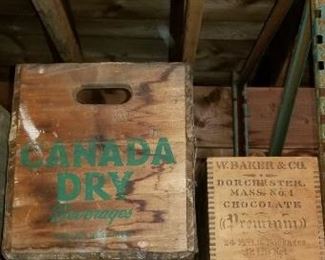 CANADA
DRY
Beverages
W. BAKER & CO.
DORCHESTER.
MASS. No. 1
CHOCOLATE
Premium